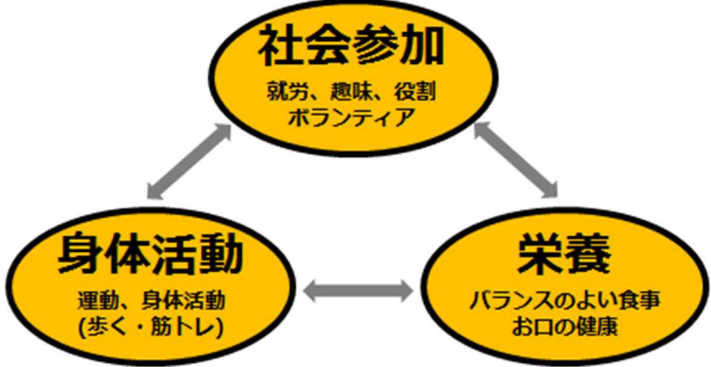 社会参加
就労、趣味、役割
ボランティア
身体活動
運動、身体活動
(歩く・筋トレ)
栄養
バランスのよい食事
お口の健康